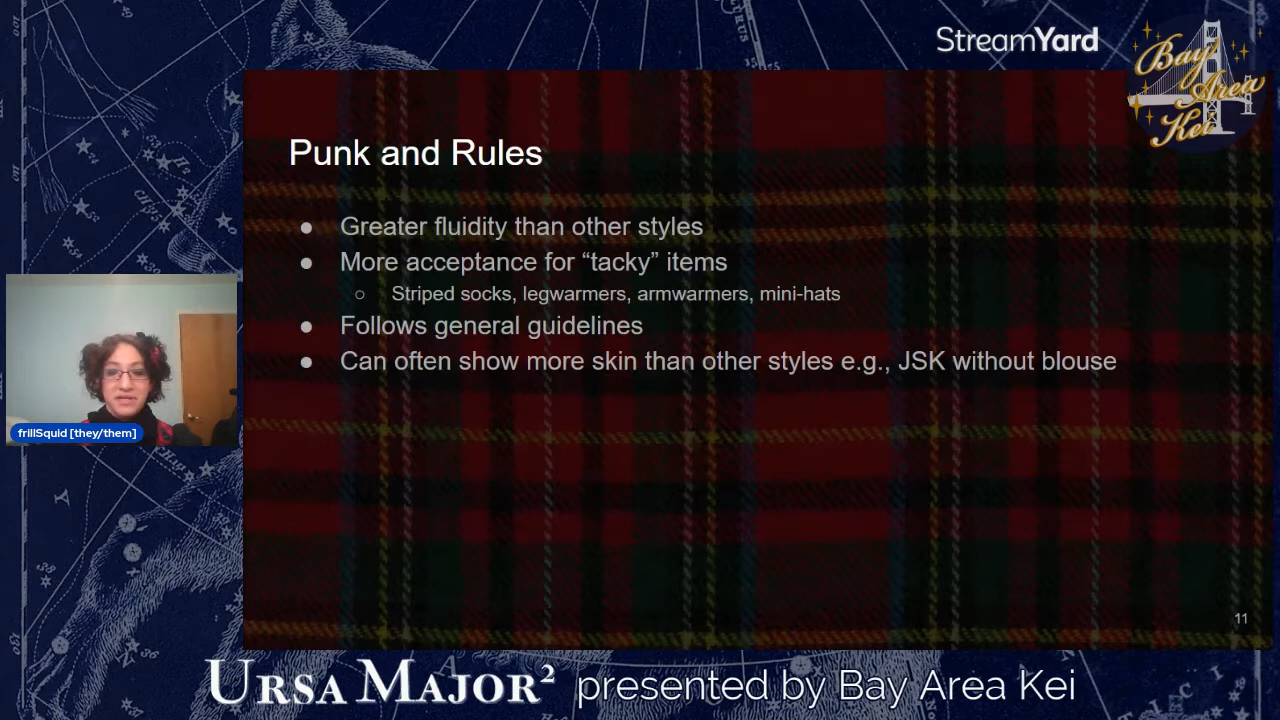 StreamYard
Bay
Area
Kei
Punk and Rules
● Greater fluidity than other styles
● More acceptance for “tacky” items
○ Striped socks, legwarmers, armwarmers, mini-hats
● Follows general guidelines
● Can often show more skin than other styles e.g., JSK without blouse
frillSquid [they/them]
11
URSA MAJOR² presented by Bay Area Kei